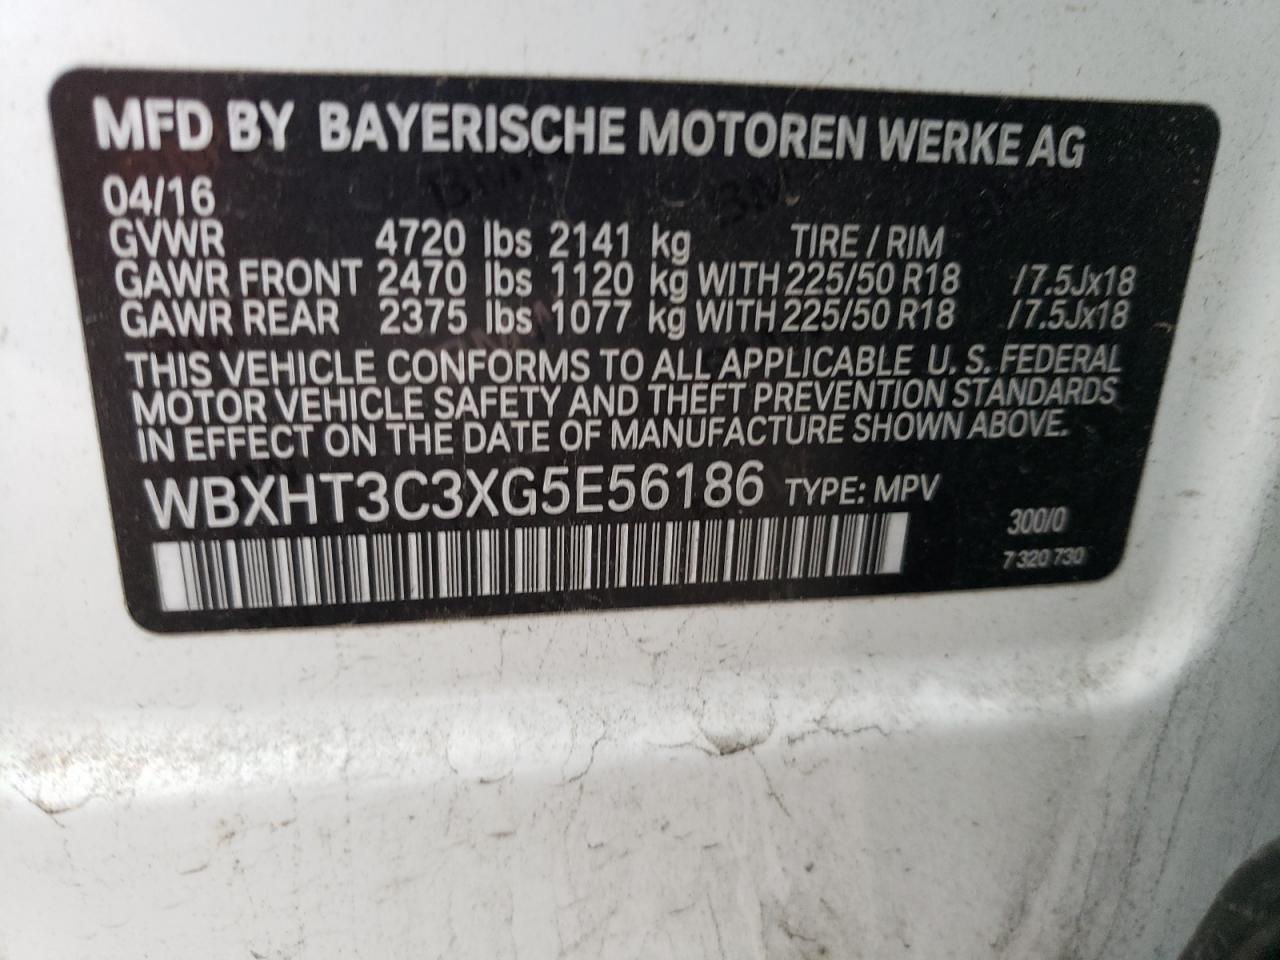 MFD BY BAYERISCHE MOTOREN WERKE AG
04/16
GVWR 4720 lbs 2141 kg TIRE / RIM
GAWR FRONT 2470 lbs 1120 kg WITH 225/50 R18 / 7.5Jx18
GAWR REAR 2375 lbs 1077 kg WITH 225/50 R18 / 7.5Jx18
THIS VEHICLE CONFORMS TO ALL APPLICABLE U. S. FEDERAL
MOTOR VEHICLE SAFETY AND THEFT PREVENTION STANDARDS
IN EFFECT ON THE DATE OF MANUFACTURE SHOWN ABOVE.
WBXHT3C3XG5E56186 TYPE: MPV
300/0
7 320 730